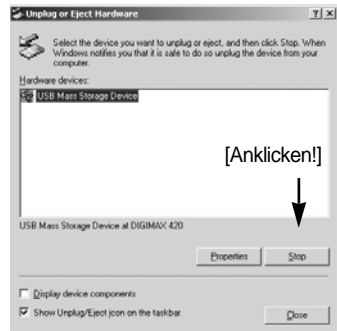 Unplug or Eject Hardware
Select the device you want to unplug or eject, and then click Stop. When
Windows notifies you that it is safe to do so unplug the device from your
computer.
Hardware devices:
USB Mass Storage Device
[Anklicken!]
USB Mass Storage Device at DIGIMAX 420
Properties Stop
Display device components
Show Unplug/Eject icon on the taskbar
Close